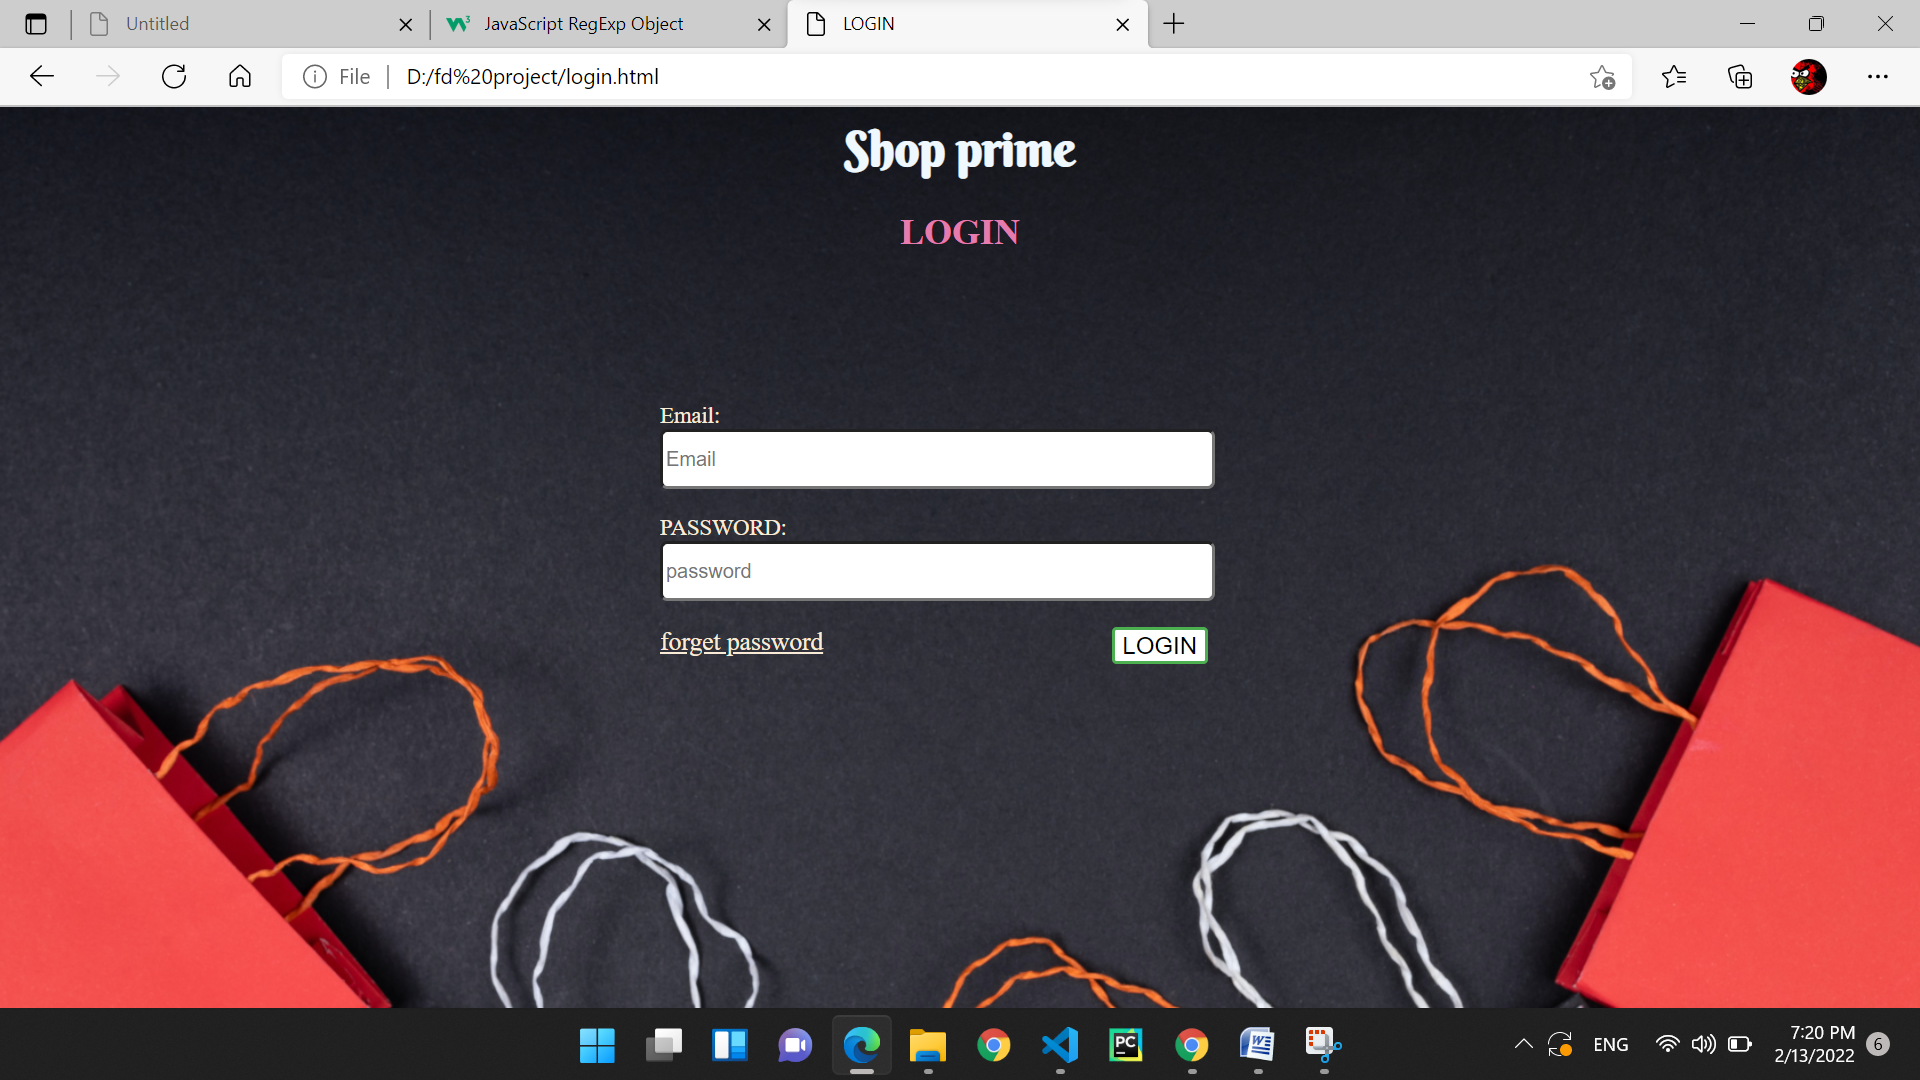 Untitled
JavaScript RegExp Object
LOGIN
File
D:/fd%20project/login.html
Shop prime
LOGIN
Email:
Email
PASSWORD:
password
forget password
LOGIN
PC
W
ENG
7:20 PM
2/13/2022
6